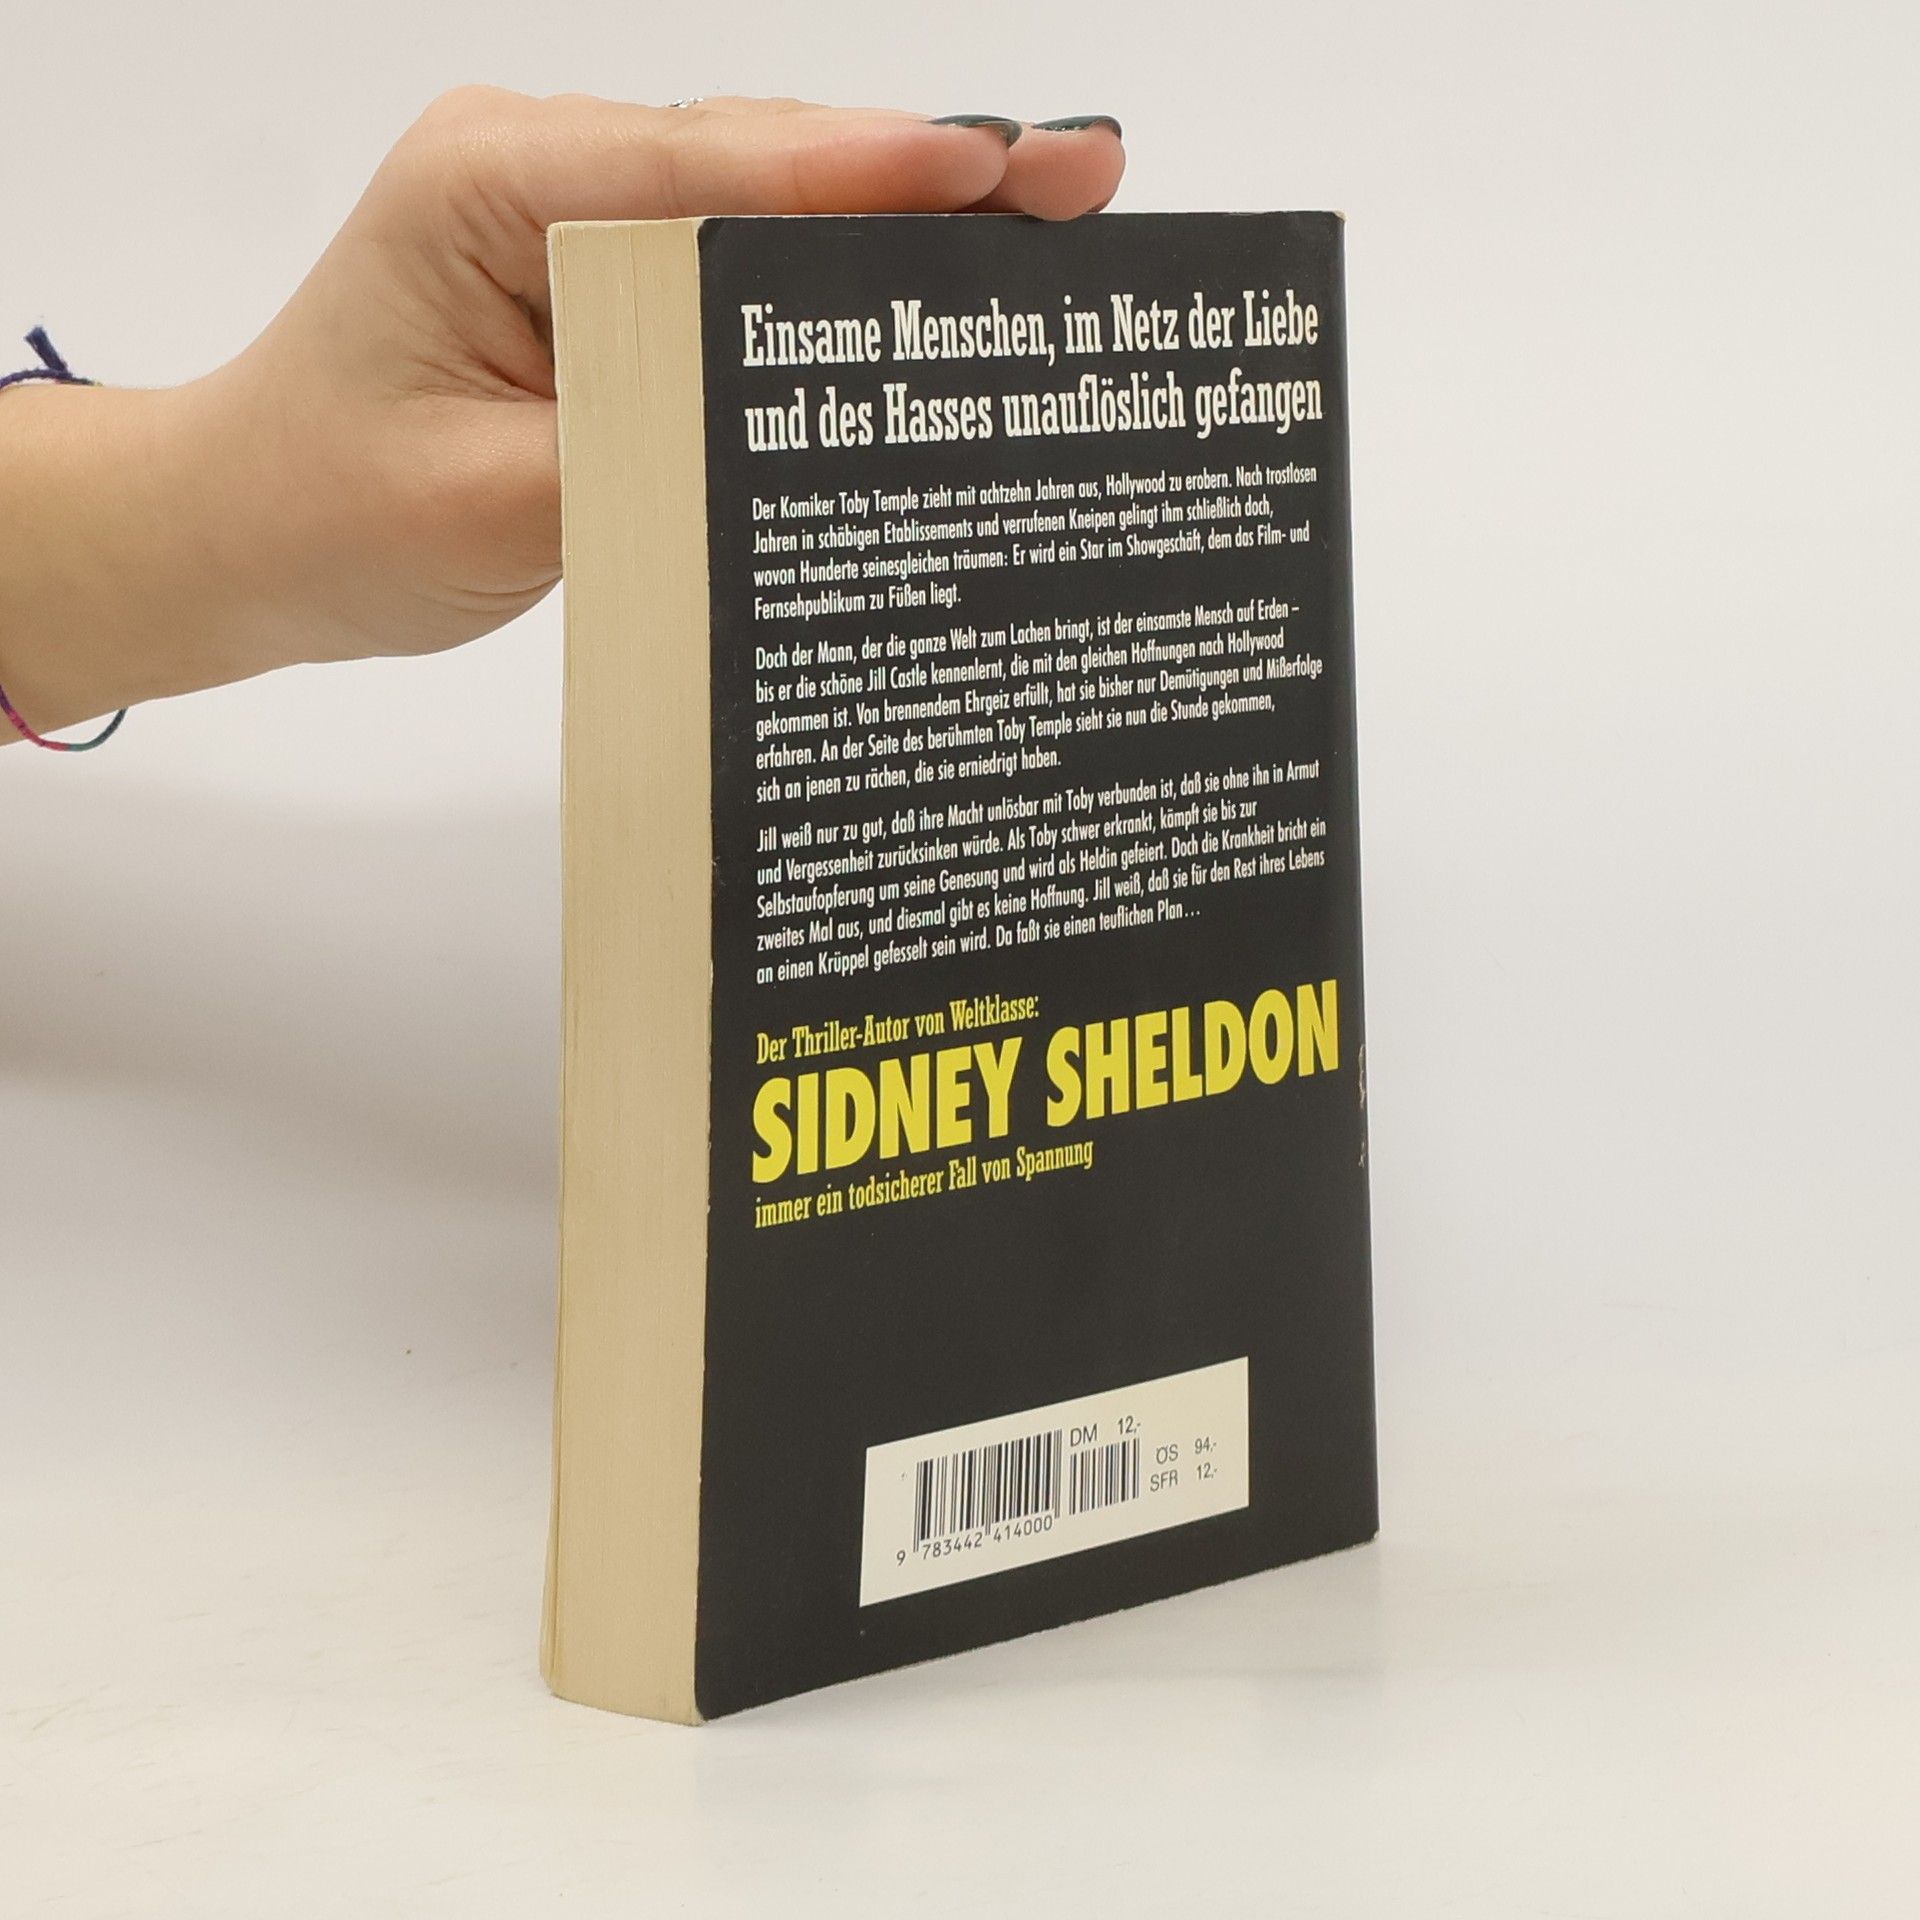 Einsame Menschen, im Netz der Liebe
und des Hasses unauflöslich gefangen
Der Komiker Toby Temple zieht mit achtzehn Jahren aus, Hollywood zu erobern. Nach trostlosen
Jahren in schäbigen Etablissements und verrufenen Kneipen gelingt ihm schließlich doch,
wovon Hunderte seinesgleichen träumen: Er wird ein Star im Showgeschäft, dem das Film- und
Fernsehpublikum zu Füßen liegt.
Doch der Mann, der die ganze Welt zum Lachen bringt, ist der einsamste Mensch auf Erden –
bis er die schöne Jill Castle kennenlernt, die mit den gleichen Hoffnungen nach Hollywood
gekommen ist. Von brennendem Ehrgeiz erfüllt, hat sie bisher nur Demütigungen und Mißerfolge
erfahren. An der Seite des berühmten Toby Temple sieht sie nun die Stunde gekommen,
sich an jenen zu rächen, die sie erniedrigt haben.
Jill weiß nur zu gut, daß ihre Macht unlösbar mit Toby verbunden ist, daß sie ohne ihn in Armut
und Vergessenheit zurücksinken würde. Als Toby schwer erkrankt, kämpft sie bis zur
Selbstaufopferung um seine Genesung und wird als Heldin gefeiert. Doch die Krankheit bricht ein
zweites Mal aus, und diesmal gibt es keine Hoffnung. Jill weiß, daß sie für den Rest ihres Lebens
an einen Krüppel gefesselt sein wird. Da faßt sie einen teuflichen Plan...
Der Thriller-Autor von Weltklasse:
SIDNEY SHELDON
immer ein todsicherer Fall von Spannung
DM 12,-
ÖS 94,-
SFR 12,-
9 783442 414000